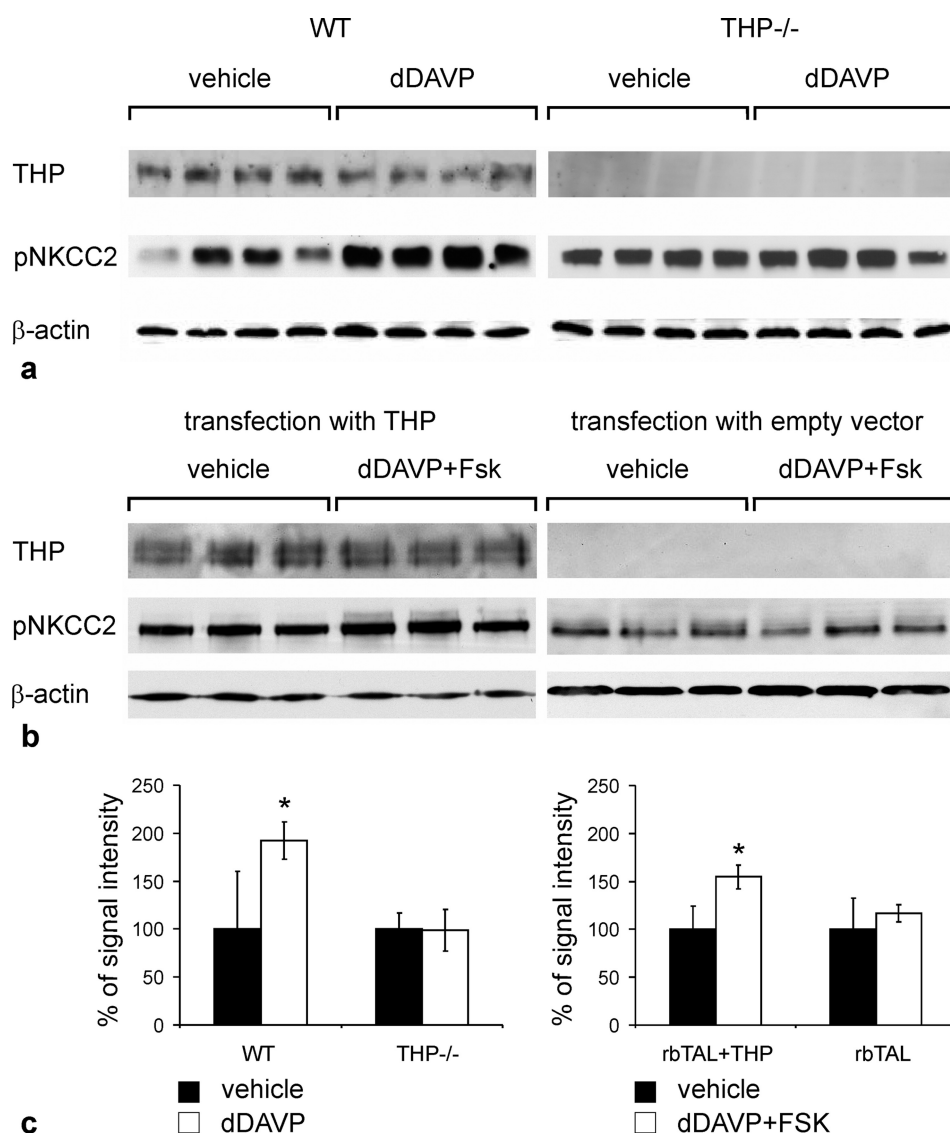 WT THP-/-
vehicle dDAVP vehicle dDAVP
THP
pNKCC2
β-actin
a
transfection with THP transfection with empty vector
vehicle dDAVP+Fsk vehicle dDAVP+Fsk
THP
pNKCC2
β-actin
b
250
200
150
100
50
0
% of signal intensity
*
WT THP-/-
vehicle
dDAVP
250
200
150
100
50
0
% of signal intensity
*
rbTAL+THP rbTAL
vehicle
dDAVP+FSK
c